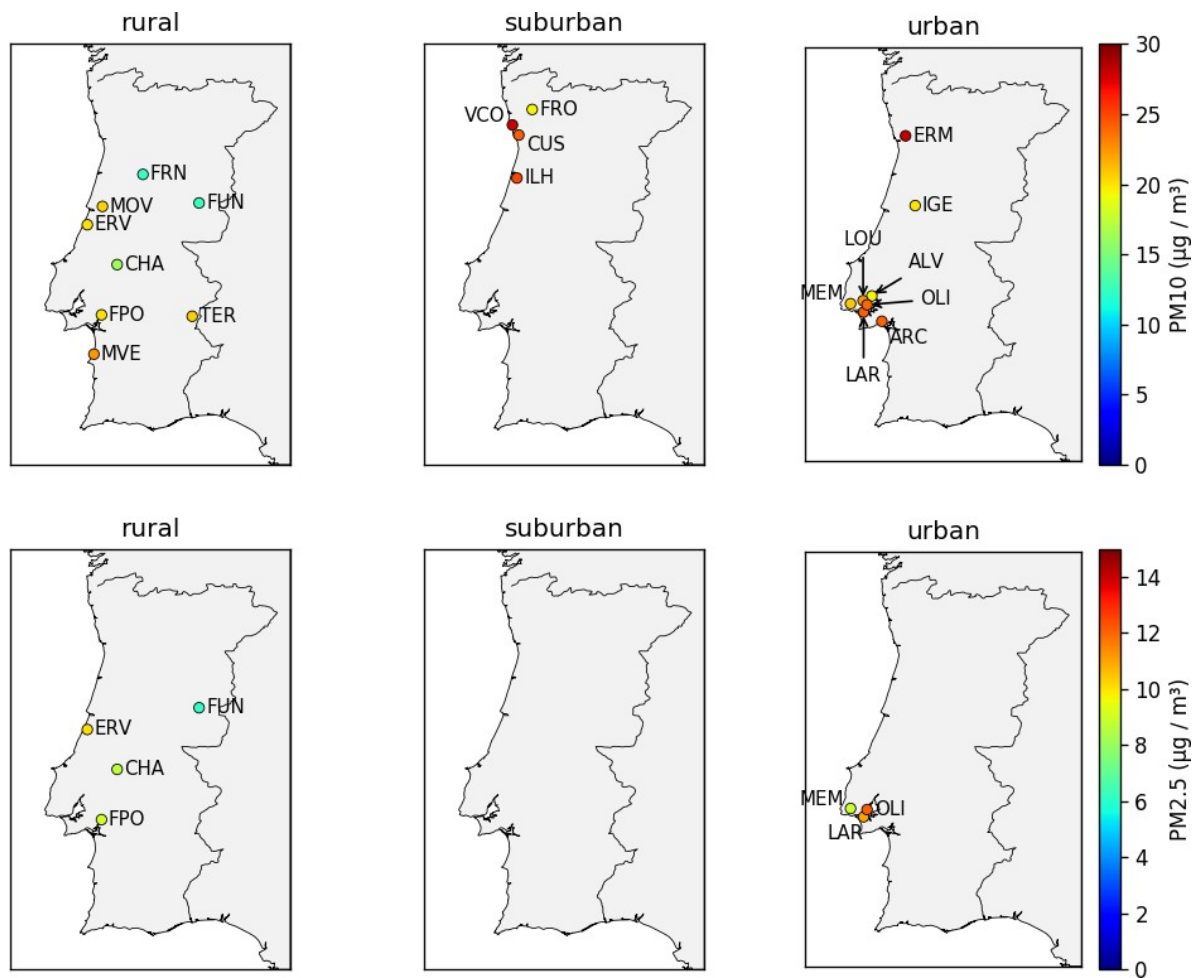 rural
suburban
urban
FRN
FUN
MOV
ERV
CHA
FPO
TER
MVE
VCO
FRO
CUS
ILH
ERM
IGE
LOU
ALV
MEM
OLI
ARC
LAR
30
25
20
15
10
5
0
PM10 (µg / m³)
rural
suburban
urban
FUN
ERV
CHA
FPO
MEM
OLI
LAR
14
12
10
8
6
4
2
0
PM2.5 (µg / m³)